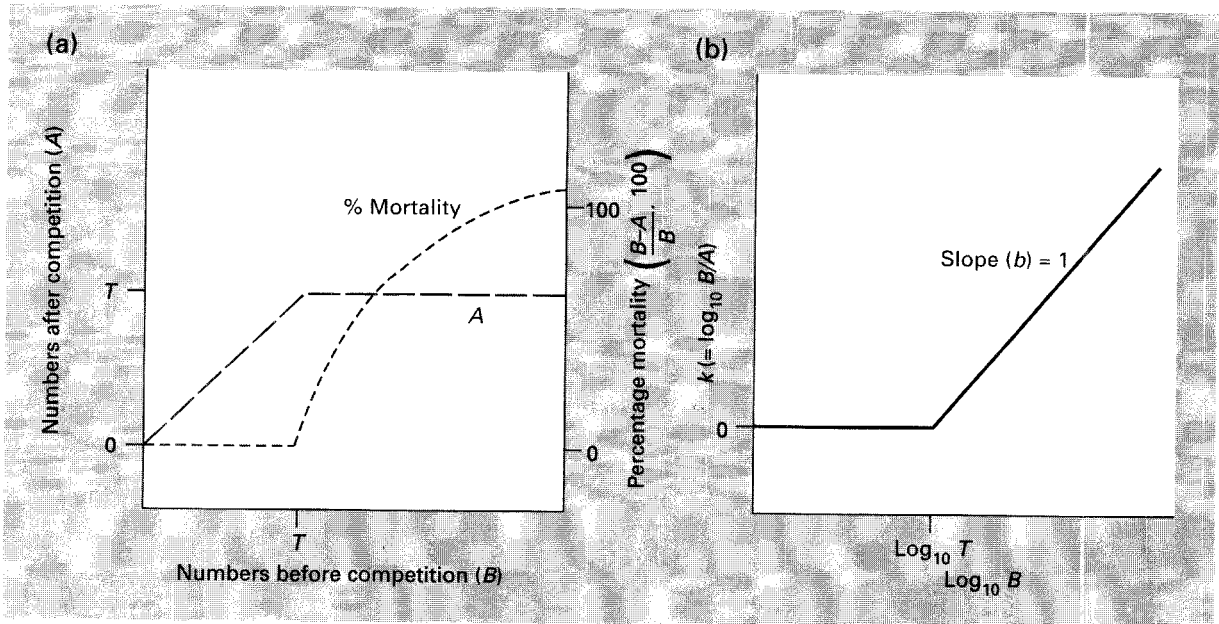 (a)
Numbers after competition (A)
T
0
% Mortality
A
100
0
Percentage mortality ( B–A / B . 100 )
T
Numbers before competition (B)
(b)
k (= log₁₀ B/A)
0
Slope (b) = 1
Log₁₀ T
Log₁₀ B